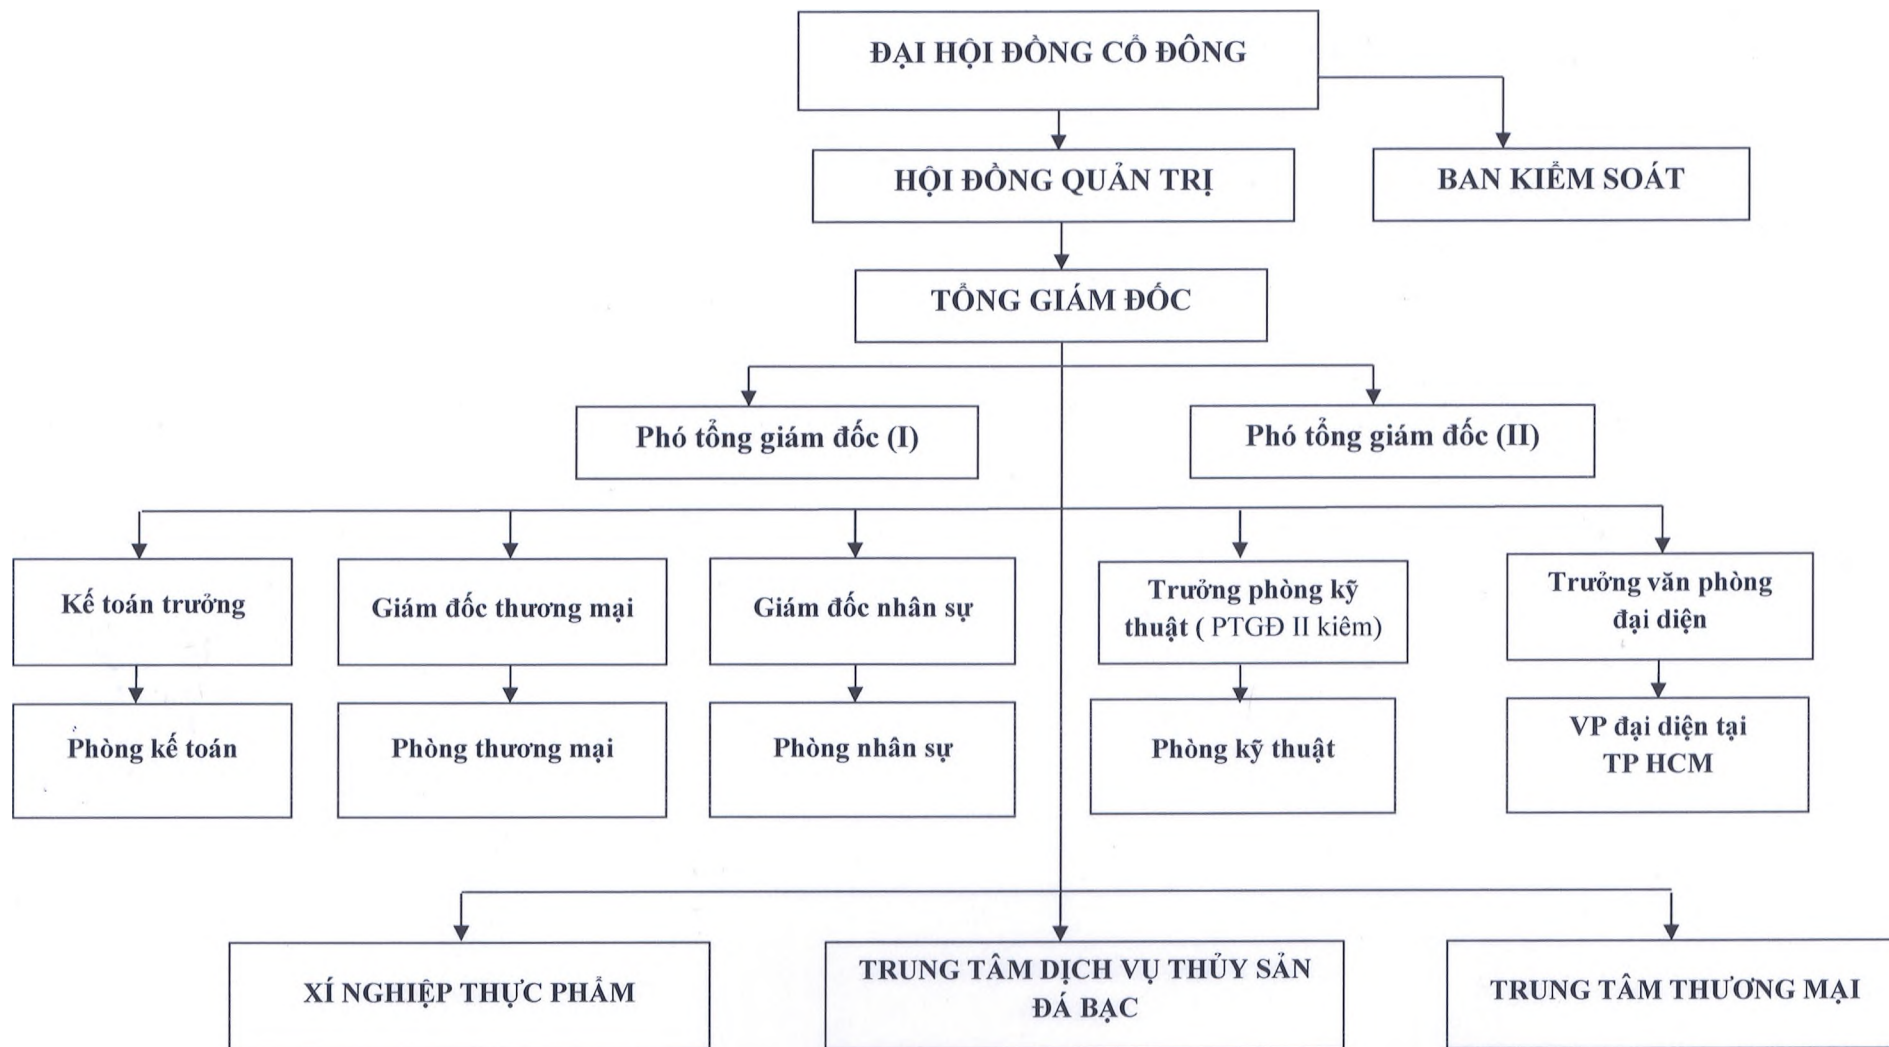 ĐẠI HỘI ĐỒNG CỔ ĐÔNG
HỘI ĐỒNG QUẢN TRỊ
BAN KIỂM SOÁT
TỔNG GIÁM ĐỐC
Phó tổng giám đốc (I)
Phó tổng giám đốc (II)
Kế toán trưởng
Giám đốc thương mại
Giám đốc nhân sự
Trưởng phòng kỹ
thuật ( PTGĐ II kiêm)
Trưởng văn phòng
đại diện
Phòng kế toán
Phòng thương mại
Phòng nhân sự
Phòng kỹ thuật
VP đại diện tại
TP HCM
XÍ NGHIỆP THỰC PHẨM
TRUNG TÂM DỊCH VỤ THỦY SẢN
ĐÁ BẠC
TRUNG TÂM THƯƠNG MẠI